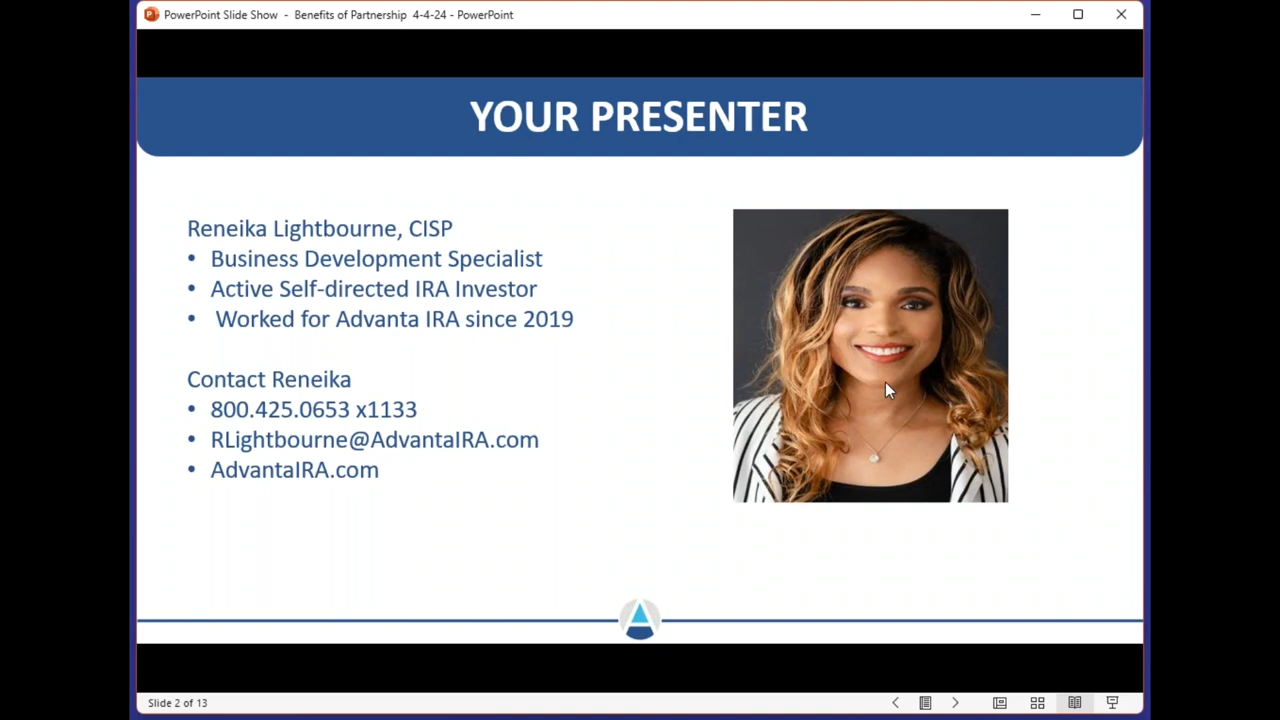 PowerPoint Slide Show - Benefits of Partnership 4-4-24 - PowerPoint
YOUR PRESENTER
Reneika Lightbourne, CISP
• Business Development Specialist
• Active Self-directed IRA Investor
• Worked for Advanta IRA since 2019
Contact Reneika
• 800.425.0653 x1133
• RLightbourne@AdvantaIRA.com
• AdvantaIRA.com
Slide 2 of 13